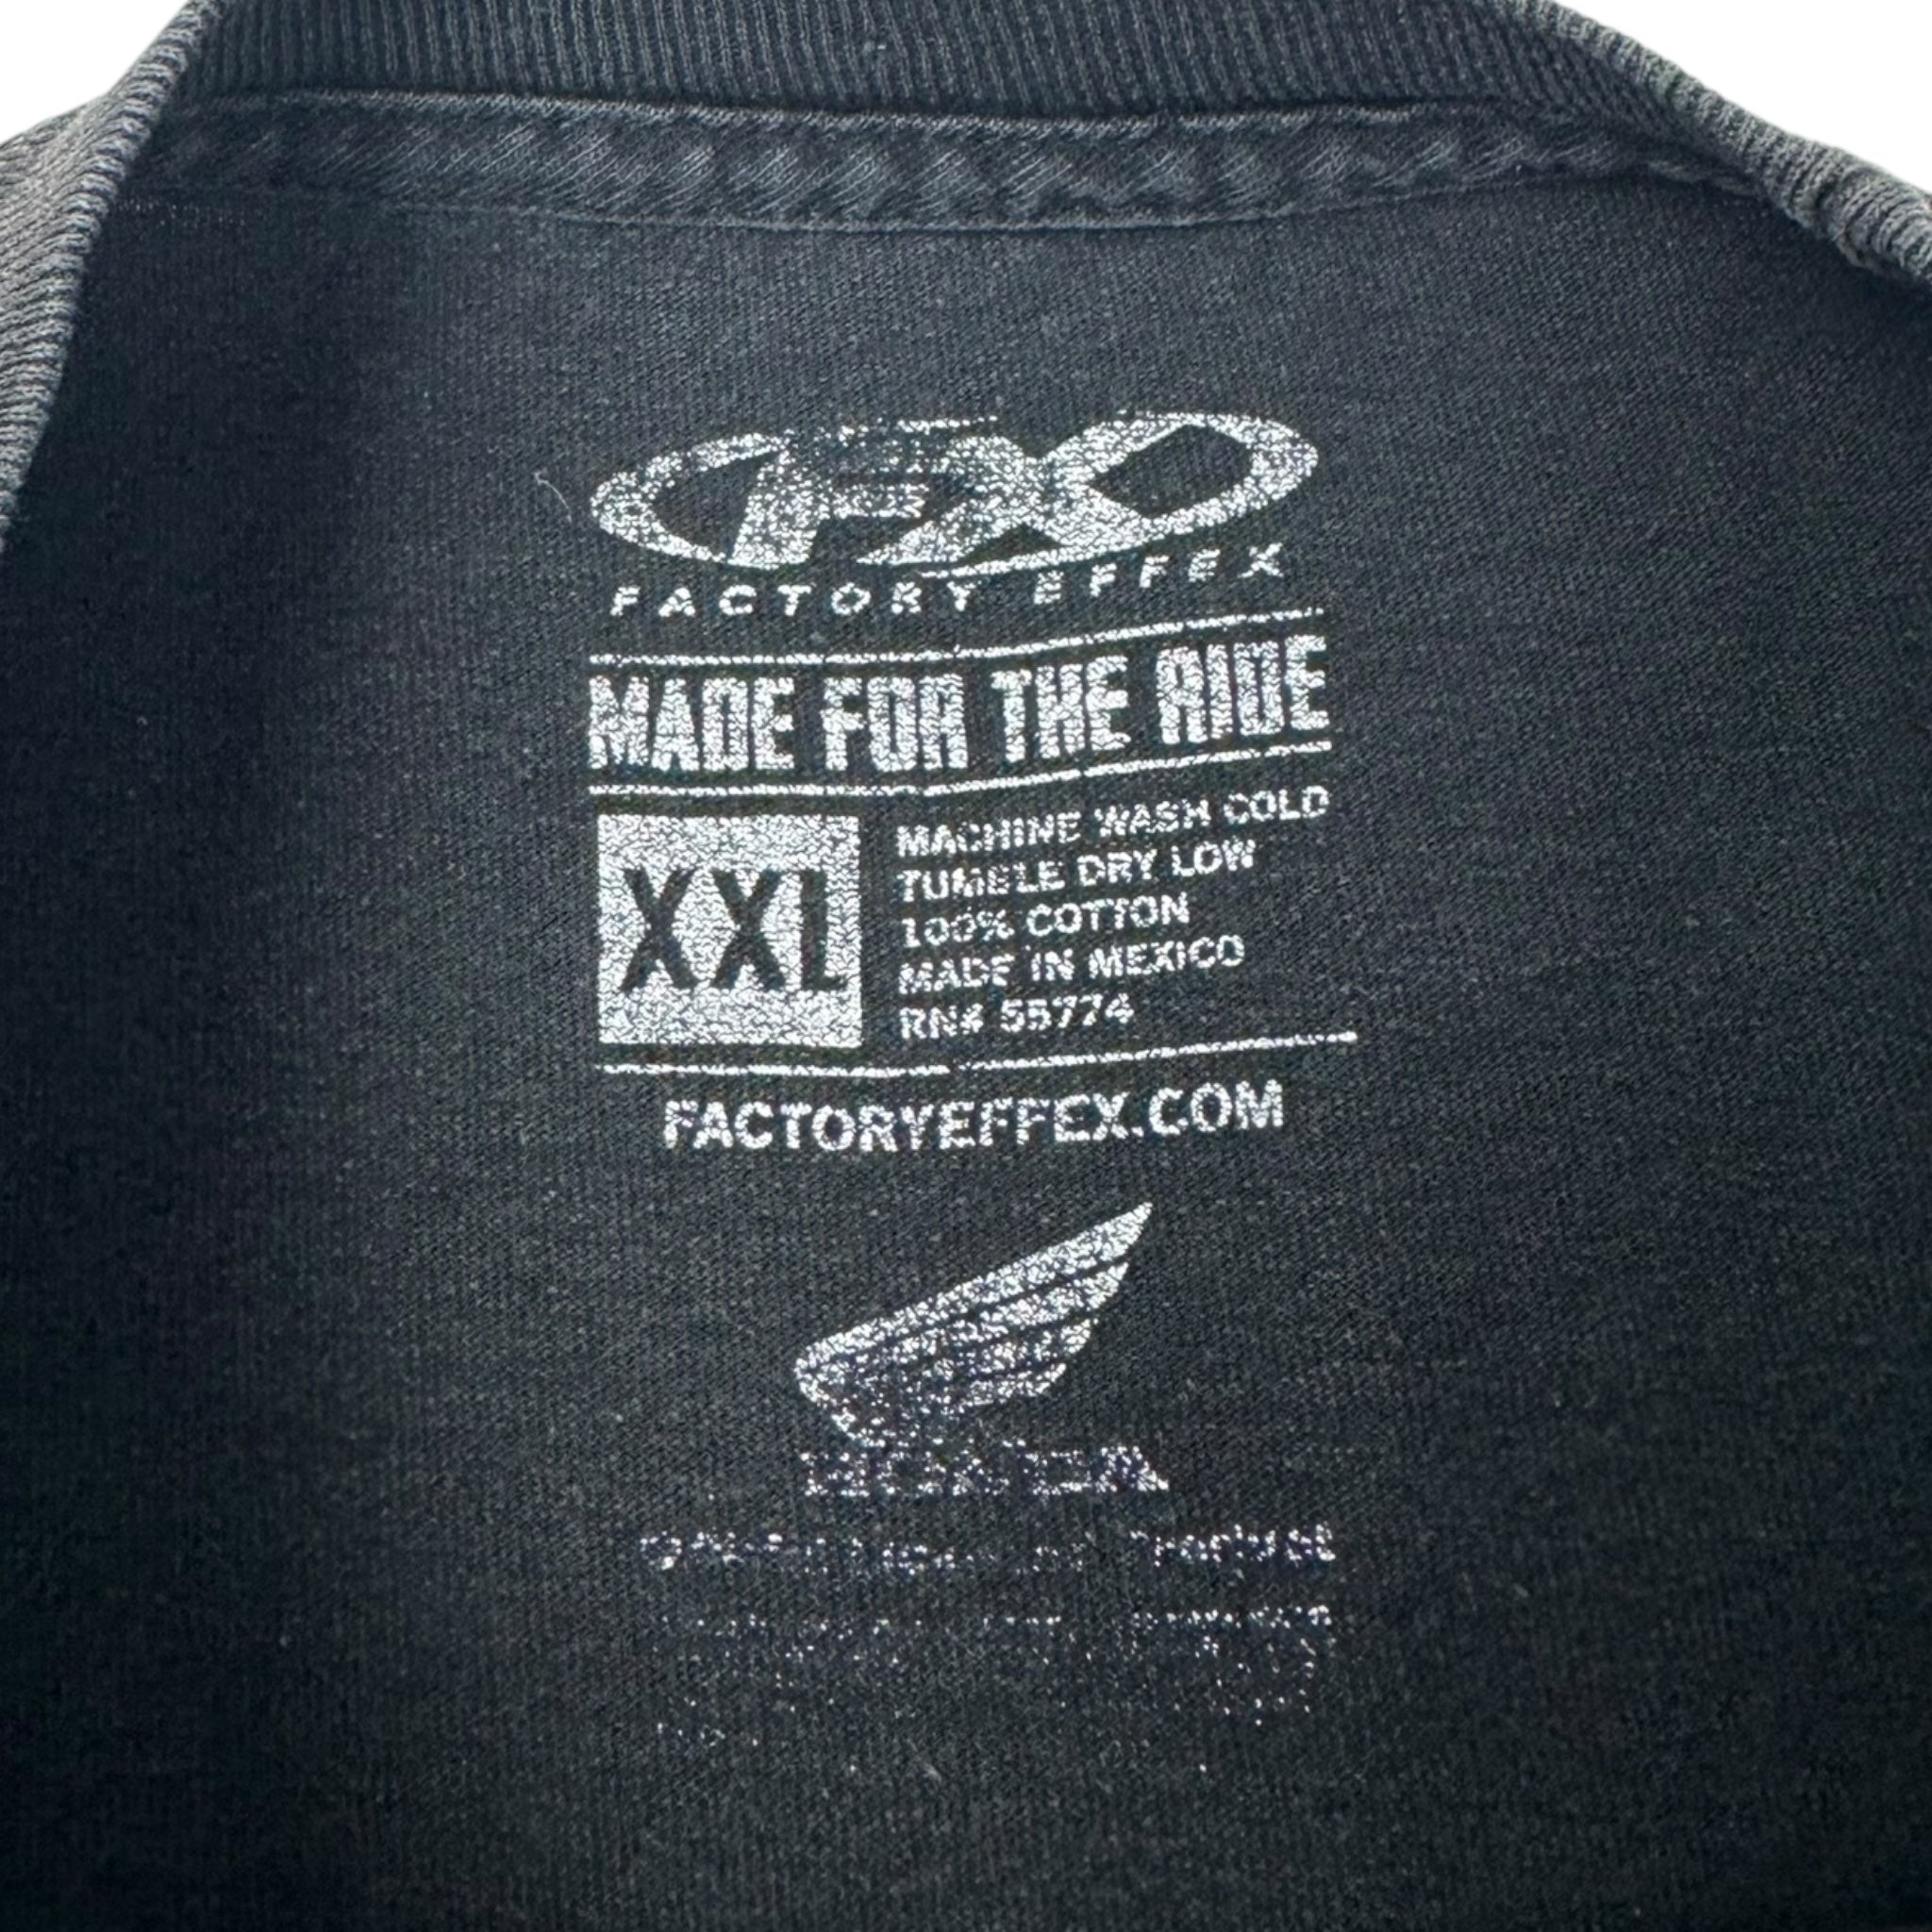 FX
FACTORY EFFEX
MADE FOR THE RIDE
XXL
MACHINE WASH COLD
TUMBLE DRY LOW
100% COTTON
MADE IN MEXICO
RN# 55774
FACTORYEFFEX.COM
HONDA